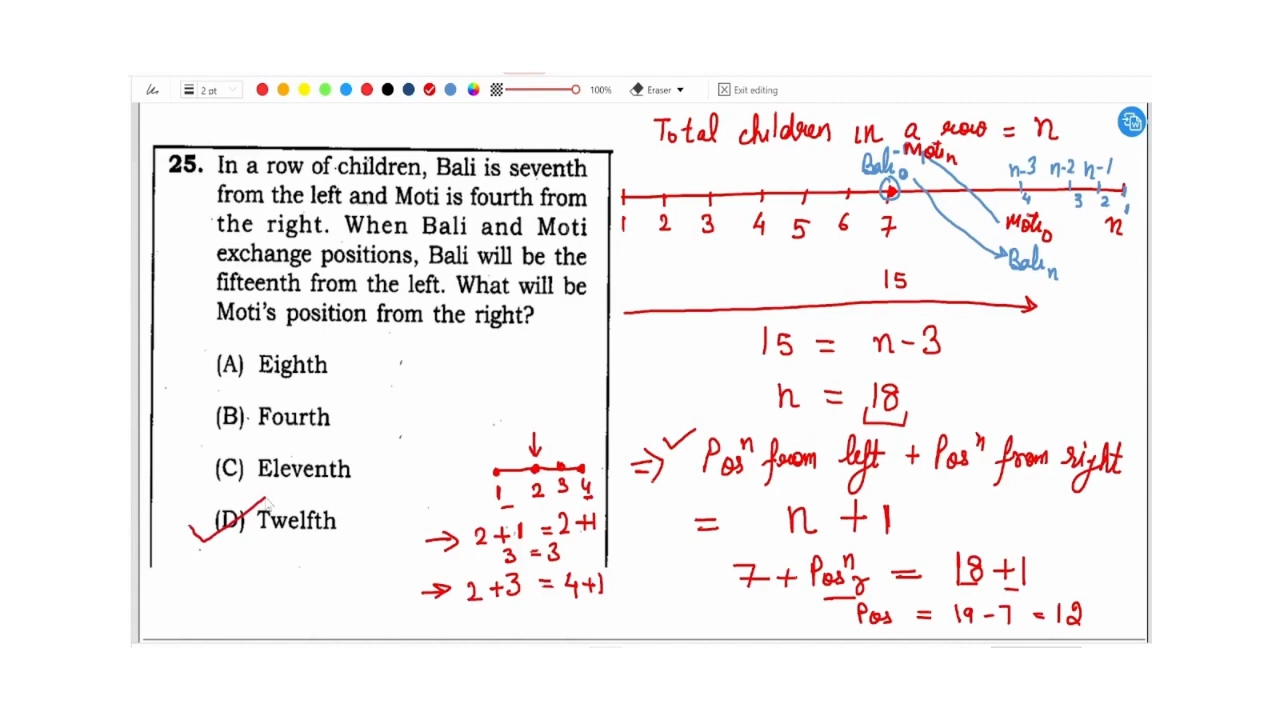 2 pt
100%
Eraser
Exit editing
25. In a row of children, Bali is seventh
from the left and Moti is fourth from
the right. When Bali and Moti
exchange positions, Bali will be the
fifteenth from the left. What will be
Moti's position from the right?
(A) Eighth
(B) Fourth
(C) Eleventh
(D) Twelfth
1 2 3 4
→ 2+1 = 2+1
3 = 3
→ 2+3 = 4+1
Total children in a row = n
Bali₀ Motiₙ
n-3 n-2 n-1
4 3 2 1
1 2 3 4 5 6 7 Moti₀ n
Baliₙ
15
15 = n-3
n = 18
⇒ ✓ Posⁿ from left + Posⁿ from right
= n + 1
7 + Posⁿr = 18 + 1
Pos = 19 - 7 = 12